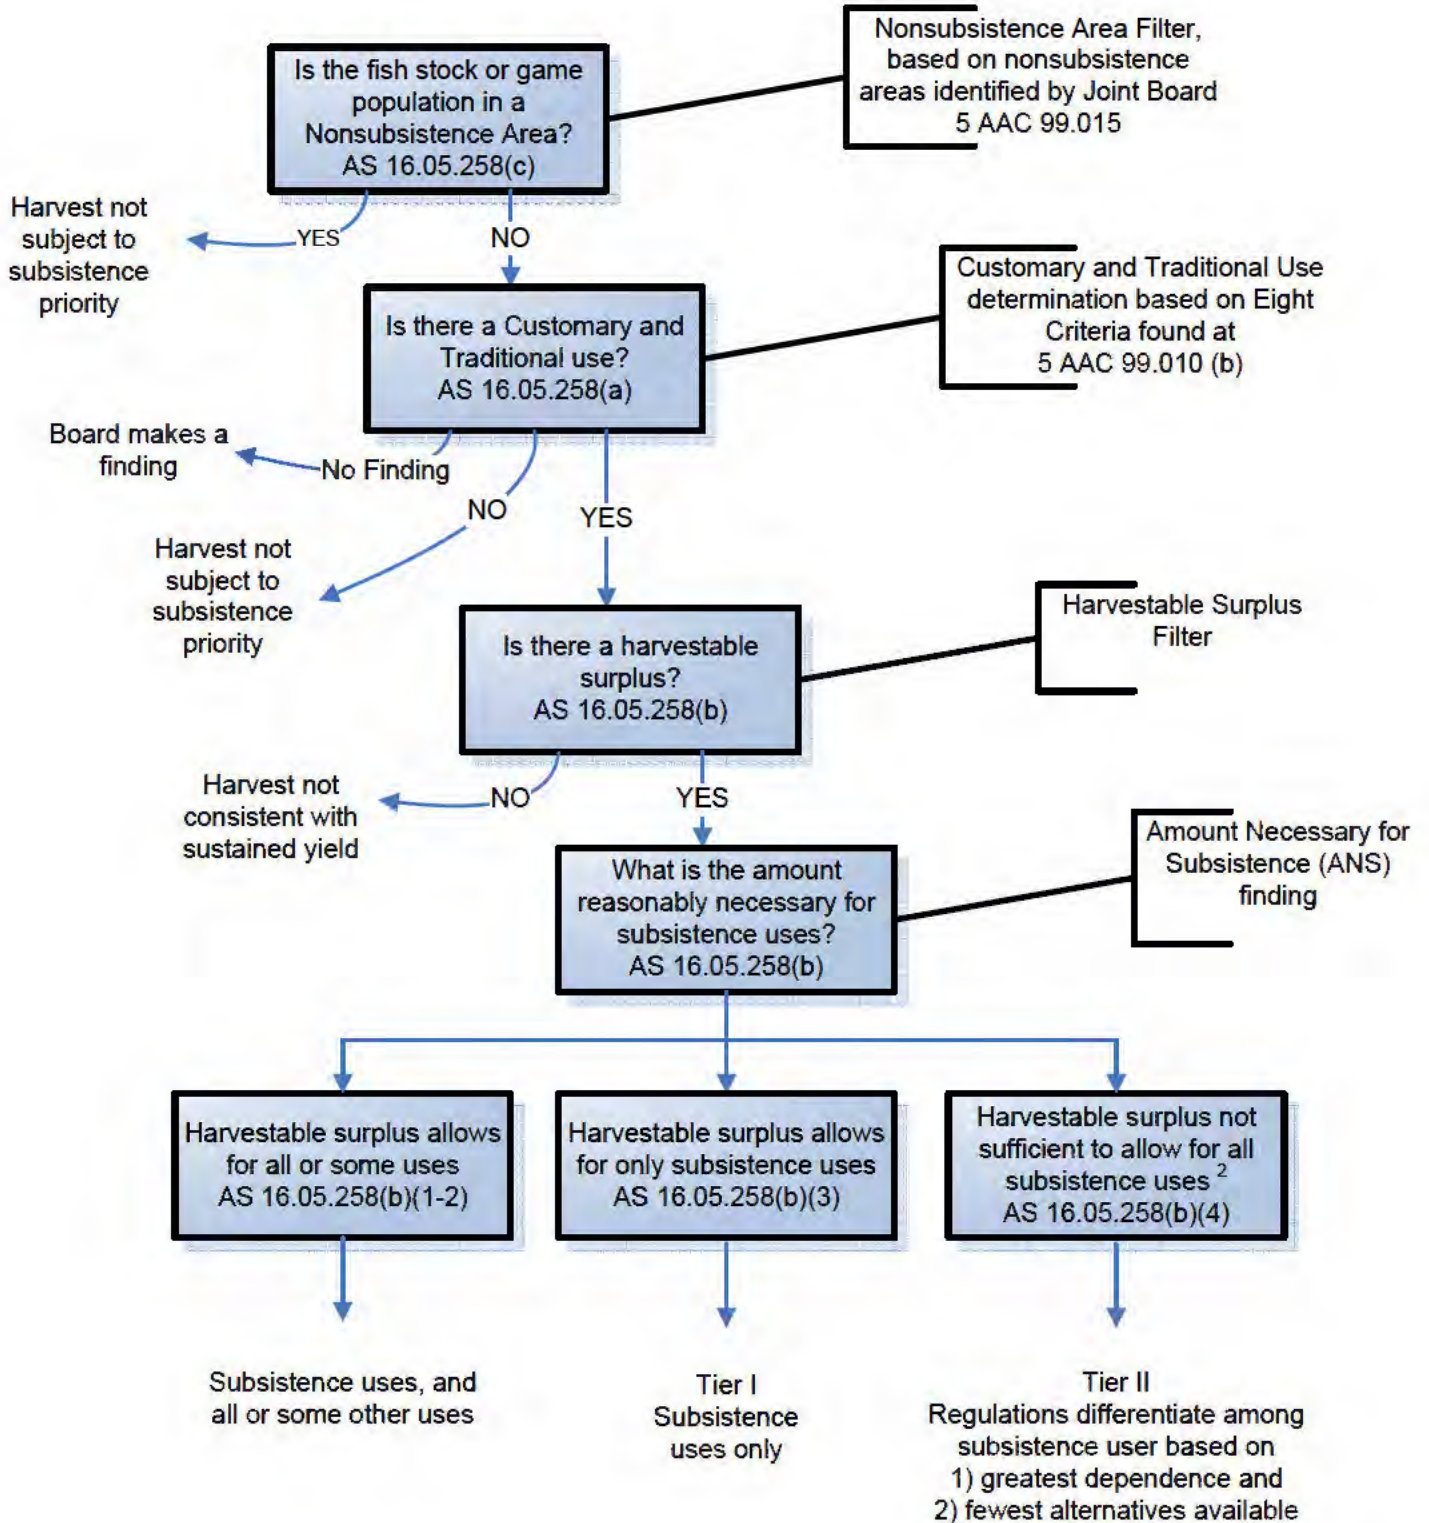 Nonsubsistence Area Filter,
based on nonsubsistence
areas identified by Joint Board
5 AAC 99.015
Is the fish stock or game
population in a
Nonsubsistence Area?
AS 16.05.258(c)
Harvest not
subject to
subsistence
priority
YES
NO
Customary and Traditional Use
determination based on Eight
Criteria found at
5 AAC 99.010 (b)
Is there a Customary and
Traditional use?
AS 16.05.258(a)
Board makes a
finding
No Finding
NO
YES
Harvest not
subject to
subsistence
priority
Harvestable Surplus
Filter
Is there a harvestable
surplus?
AS 16.05.258(b)
Harvest not
consistent with
sustained yield
NO
YES
Amount Necessary for
Subsistence (ANS)
finding
What is the amount
reasonably necessary for
subsistence uses?
AS 16.05.258(b)
Harvestable surplus allows
for all or some uses
AS 16.05.258(b)(1-2)
Harvestable surplus allows
for only subsistence uses
AS 16.05.258(b)(3)
Harvestable surplus not
sufficient to allow for all
subsistence uses 2
AS 16.05.258(b)(4)
Subsistence uses, and
all or some other uses
Tier I
Subsistence
uses only
Tier II
Regulations differentiate among
subsistence user based on
1) greatest dependence and
2) fewest alternatives available